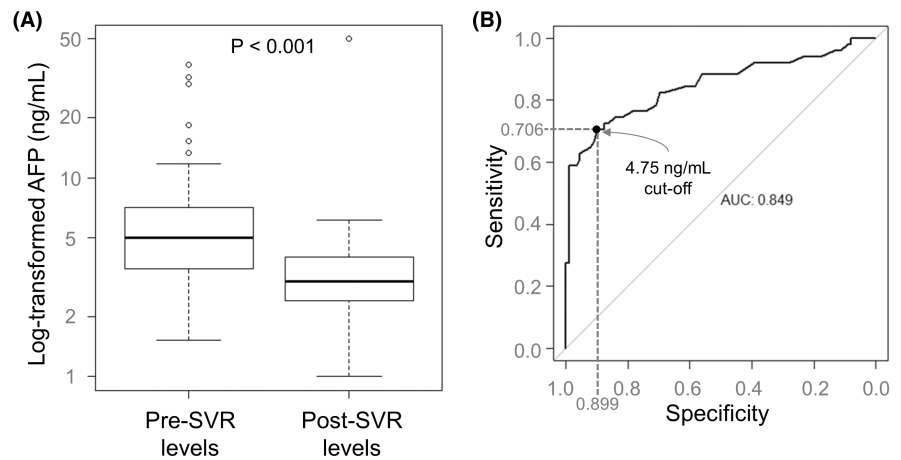 (A)
Log-transformed AFP (ng/mL)
50
20
10
5
2
1
P < 0.001
Pre-SVR
levels
Post-SVR
levels
(B)
Sensitivity
1.0
0.8
0.706
0.6
0.4
0.2
0.0
4.75 ng/mL
cut-off
AUC: 0.849
1.0 0.8 0.6 0.4 0.2 0.0
0.899
Specificity